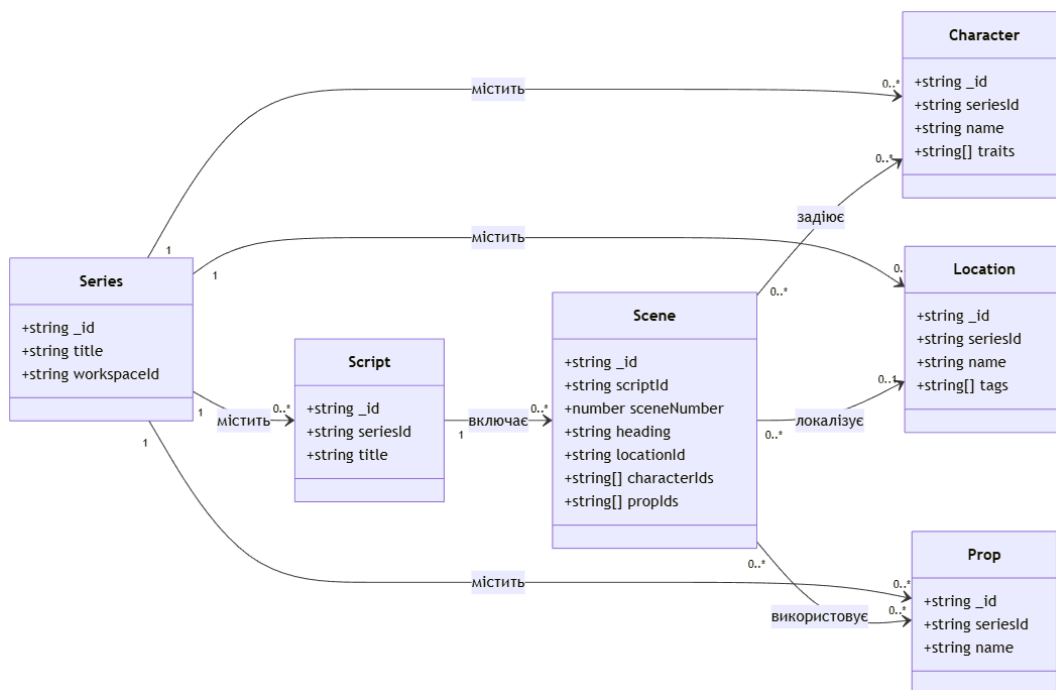 Character
+string _id
+string seriesId
+string name
+string[] traits
містить
0..*
0..*
задіює
1
містить
1
0..
0..*
Location
+string _id
+string seriesId
+string name
+string[] tags
Series
+string _id
+string title
+string workspaceId
Script
+string _id
+string seriesId
+string title
Scene
+string _id
+string scriptId
+number sceneNumber
+string heading
+string locationId
+string[] characterIds
+string[] propIds
1
містить
0..*
1
включає
0..*
0..*
локалізує
0..1
1
містить
0..*
0..*
використовує
0..*
Prop
+string _id
+string seriesId
+string name